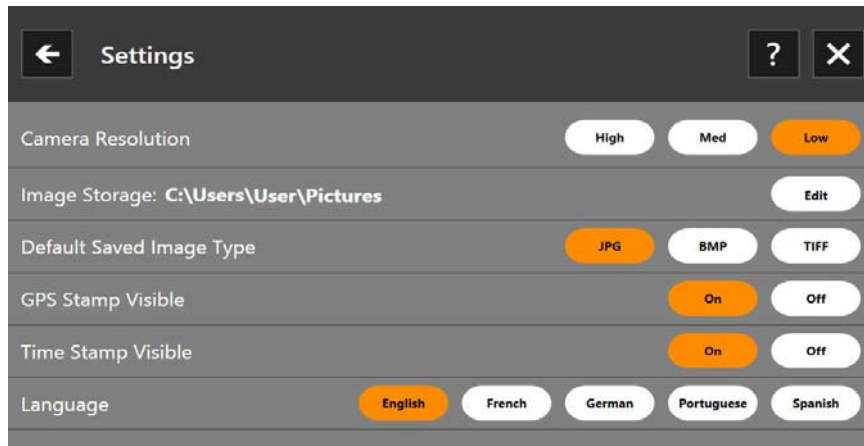 Settings ?
Camera Resolution High Med Low
Image Storage: C:\Users\User\Pictures Edit
Default Saved Image Type JPG BMP TIFF
GPS Stamp Visible On Off
Time Stamp Visible On Off
Language English French German Portuguese Spanish